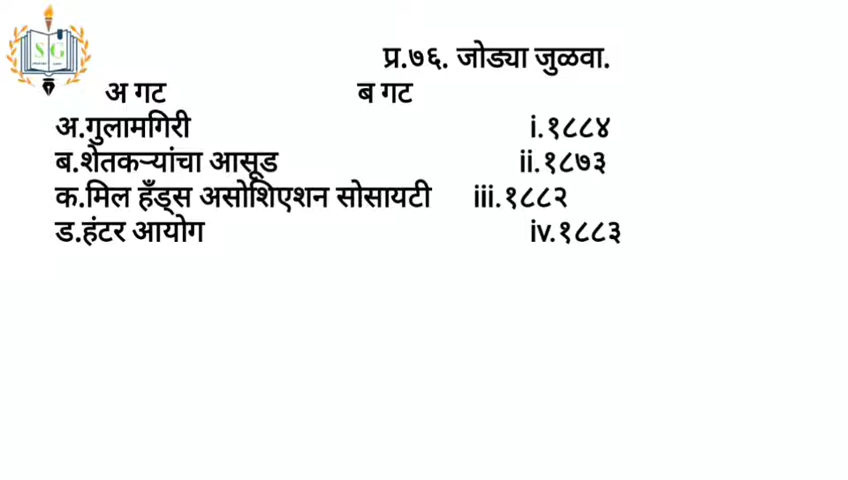 SG
प्र.७६. जोड्या जुळवा.
अ गट ब गट
अ.गुलामगिरी i.१८८४
ब.शेतकऱ्यांचा आसूड ii.१८७३
क.मिल हँड्स असोशिएशन सोसायटी iii.१८८२
ड.हंटर आयोग iv.१८८३